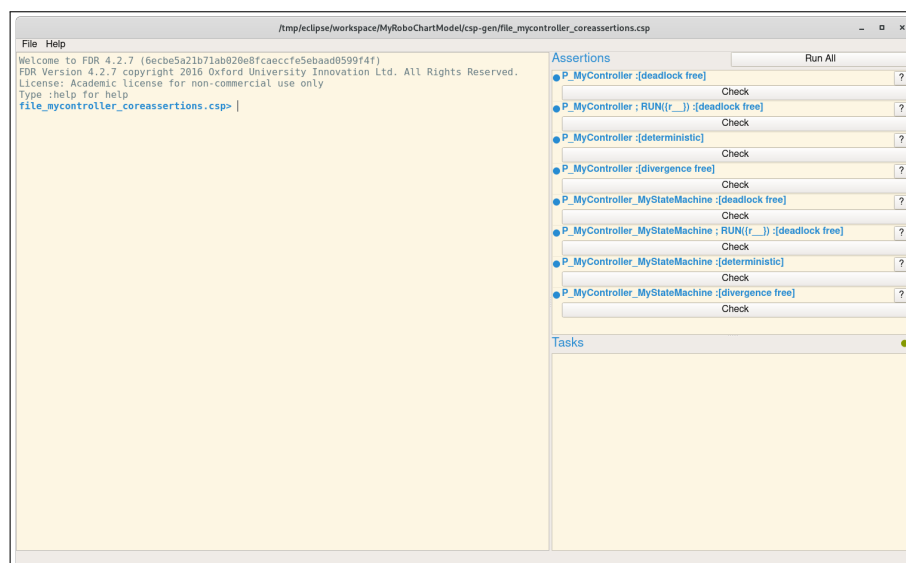 /tmp/eclipse/workspace/MyRoboChartModel/csp-gen/file_mycontroller_coreassertions.csp
File Help
Welcome to FDR 4.2.7 (6ecbe5a21b71ab020e8fcaeccfe5ebaad0599f4f)
FDR Version 4.2.7 copyright 2016 Oxford University Innovation Ltd. All Rights Reserved.
License: Academic license for non-commercial use only
Type :help for help
file_mycontroller_coreassertions.csp>
Assertions Run All
P_MyController :[deadlock free] ?
Check
P_MyController ; RUN({r__}) :[deadlock free] ?
Check
P_MyController :[deterministic] ?
Check
P_MyController :[divergence free] ?
Check
P_MyController_MyStateMachine :[deadlock free] ?
Check
P_MyController_MyStateMachine ; RUN({r__}) :[deadlock free] ?
Check
P_MyController_MyStateMachine :[deterministic] ?
Check
P_MyController_MyStateMachine :[divergence free] ?
Check
Tasks